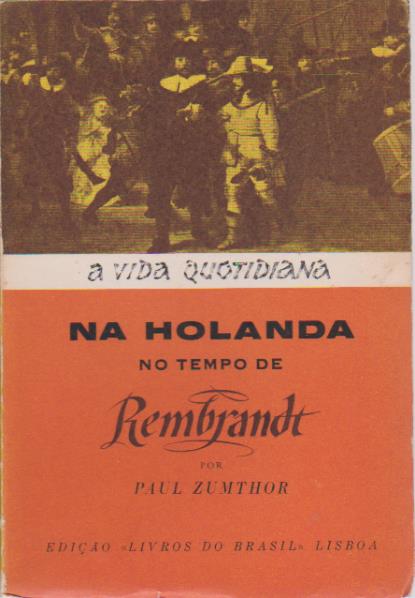 A VIDA QUOTIDIANA
NA HOLANDA
NO TEMPO DE
Rembrandt
POR
PAUL ZUMTHOR
EDIÇÃO «LIVROS DO BRASIL» LISBOA